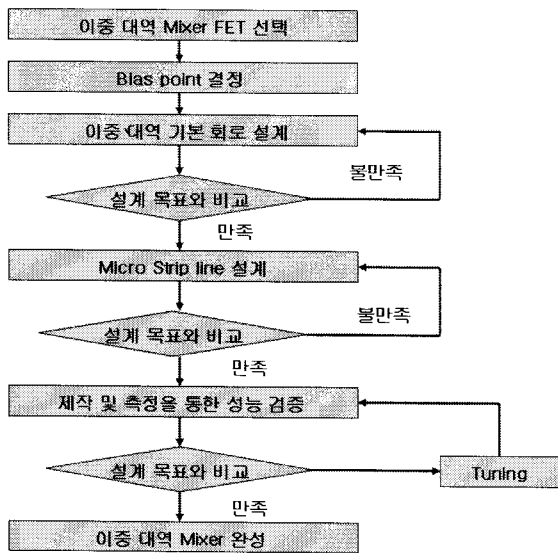 이중 대역 Mixer FET 선택
Bias point 결정
이중 대역 기본 회로 설계
불만족
설계 목표와 비교
만족
Micro Strip line 설계
불만족
설계 목표와 비교
만족
제작 및 측정을 통한 성능 검증
설계 목표와 비교
Tuning
만족
이중 대역 Mixer 완성